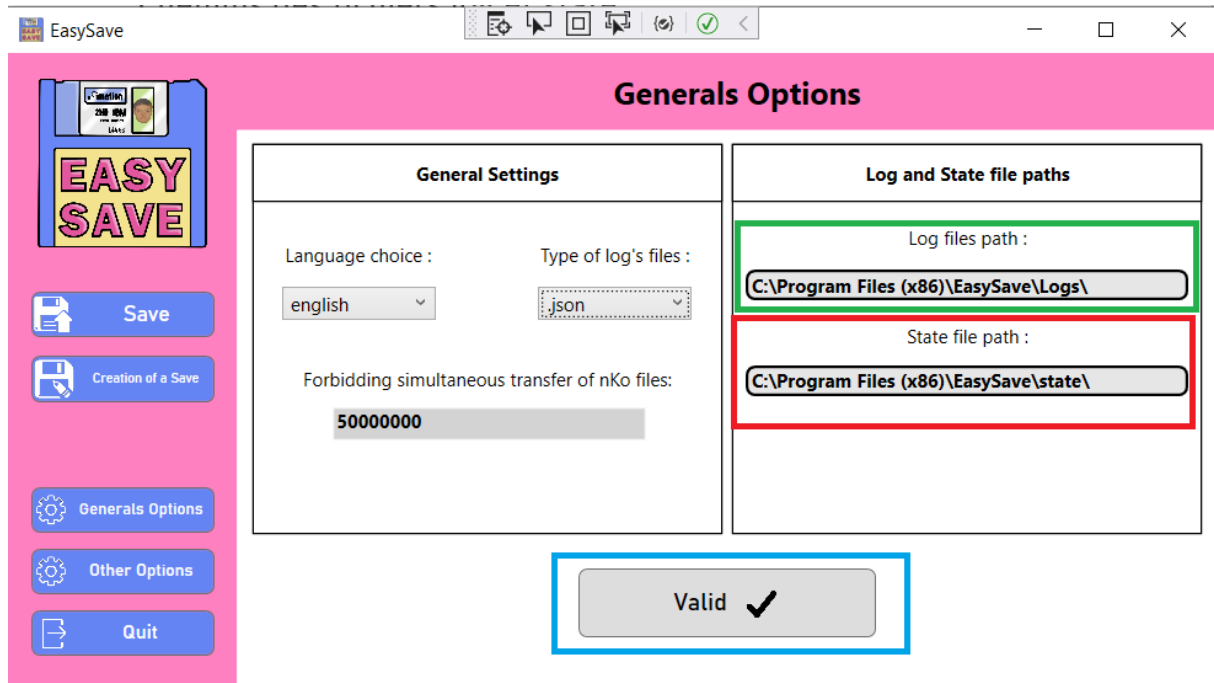 EasySave
Generals Options
EASY
SAVE
General Settings
Log and State file paths
Language choice :
Type of log's files :
english
.json
Forbidding simultaneous transfer of nKo files:
50000000
Log files path :
C:\Program Files (x86)\EasySave\Logs\
State file path :
C:\Program Files (x86)\EasySave\state\
Save
Creation of a Save
Generals Options
Other Options
Quit
Valid